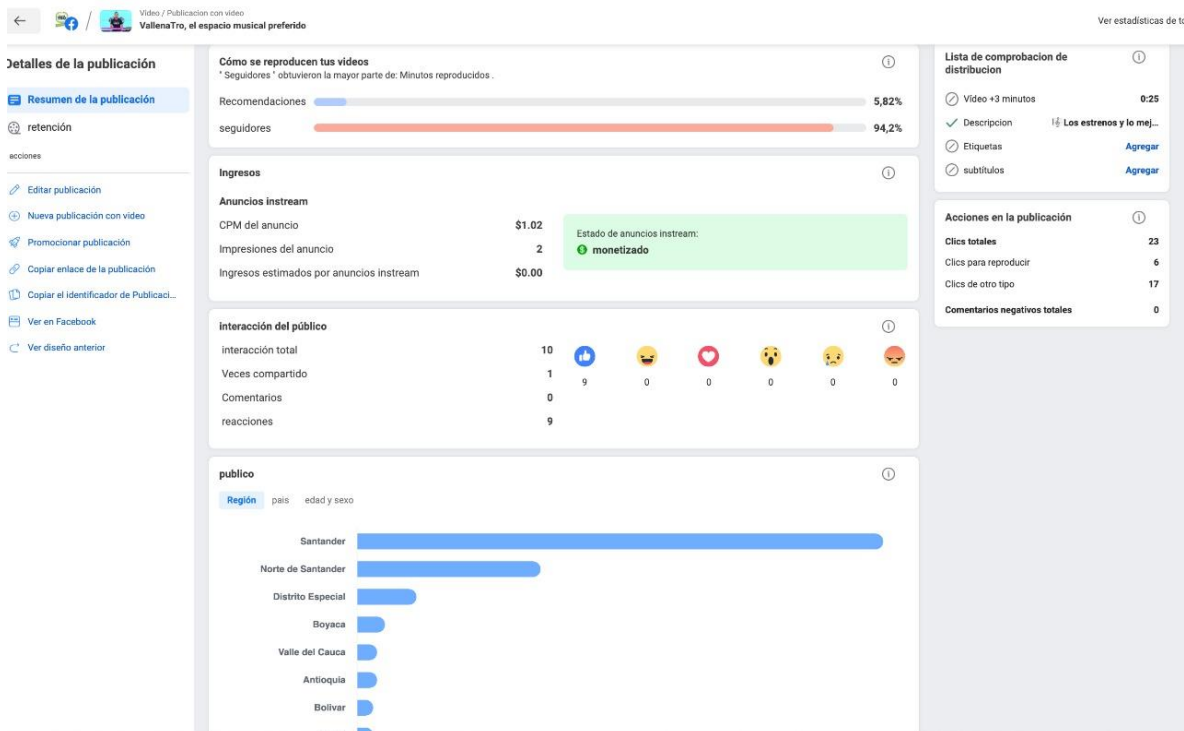 Vídeo / Publicacion con video
VallenaTro, el espacio musical preferido
Ver estadísticas de to
Detalles de la publicación
Resumen de la publicación
retención
acciones
Editar publicación
Nueva publicación con video
Promocionar publicación
Copiar enlace de la publicación
Copiar el identificador de Publicaci...
Ver en Facebook
Ver diseño anterior
Cómo se reproducen tus videos
" Seguidores " obtuvieron la mayor parte de: Minutos reproducidos .
Recomendaciones 5,82%
seguidores 94,2%
Ingresos
Anuncios instream
CPM del anuncio $1.02
Impresiones del anuncio 2
Ingresos estimados por anuncios instream $0.00
Estado de anuncios instream:
monetizado
interacción del público
interacción total 10
Veces compartido 1
Comentarios 0
reacciones 9
9 0 0 0 0 0
publico
Región pais edad y sexo
Santander
Norte de Santander
Distrito Especial
Boyaca
Valle del Cauca
Antioquia
Bolivar
Lista de comprobacion de
distribucion
Vídeo +3 minutos 0:25
Descripcion Los estrenos y lo mej...
Etiquetas Agregar
subtítulos Agregar
Acciones en la publicación
Clics totales 23
Clics para reproducir 6
Clics de otro tipo 17
Comentarios negativos totales 0